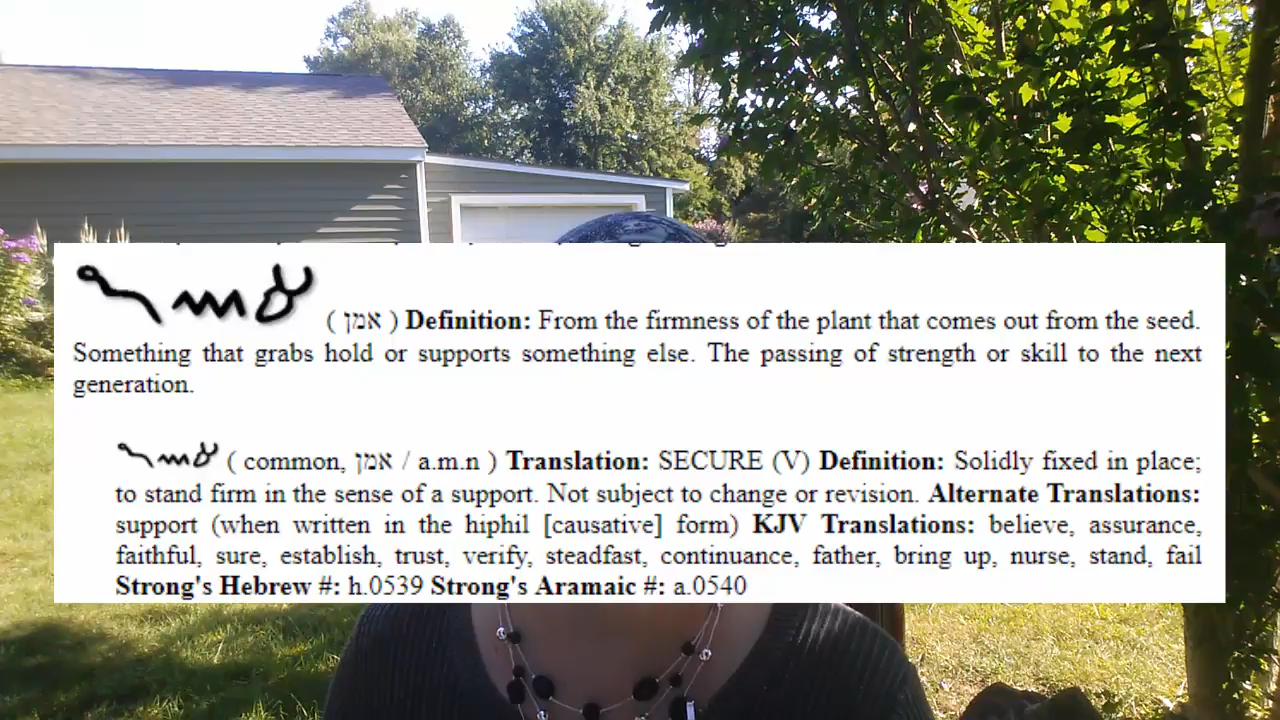 ( אמן ) Definition: From the firmness of the plant that comes out from the seed.
Something that grabs hold or supports something else. The passing of strength or skill to the next
generation.
( common, אמן / a.m.n ) Translation: SECURE (V) Definition: Solidly fixed in place;
to stand firm in the sense of a support. Not subject to change or revision. Alternate Translations:
support (when written in the hiphil [causative] form) KJV Translations: believe, assurance,
faithful, sure, establish, trust, verify, steadfast, continuance, father, bring up, nurse, stand, fail
Strong's Hebrew #: h.0539 Strong's Aramaic #: a.0540